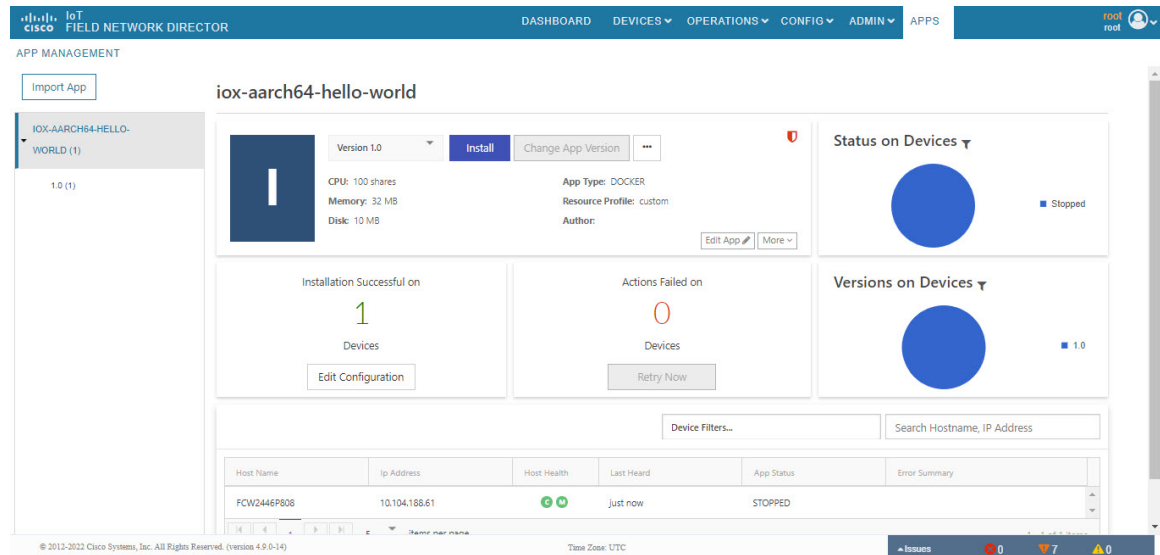 cisco IoT
FIELD NETWORK DIRECTOR
DASHBOARD DEVICES OPERATIONS CONFIG ADMIN APPS
root
root
APP MANAGEMENT
Import App
iox-aarch64-hello-world
IOX-AARCH64-HELLO-
WORLD (1)
1.0 (1)
I
Version 1.0 Install Change App Version ...
CPU: 100 shares App Type: DOCKER
Memory: 32 MB Resource Profile: custom
Disk: 10 MB Author:
Edit App More
Status on Devices
Stopped
Installation Successful on
1
Devices
Edit Configuration
Actions Failed on
0
Devices
Retry Now
Versions on Devices
1.0
Device Filters... Search Hostname, IP Address
Host Name Ip Address Host Health Last Heard App Status Error Summary
FCW2446P808 10.104.188.61 C M just now STOPPED
5 items per page 1 - 1 of 1 items
© 2012-2022 Cisco Systems, Inc. All Rights Reserved. (version 4.9.0-14) Time Zone: UTC Issues 0 7 0